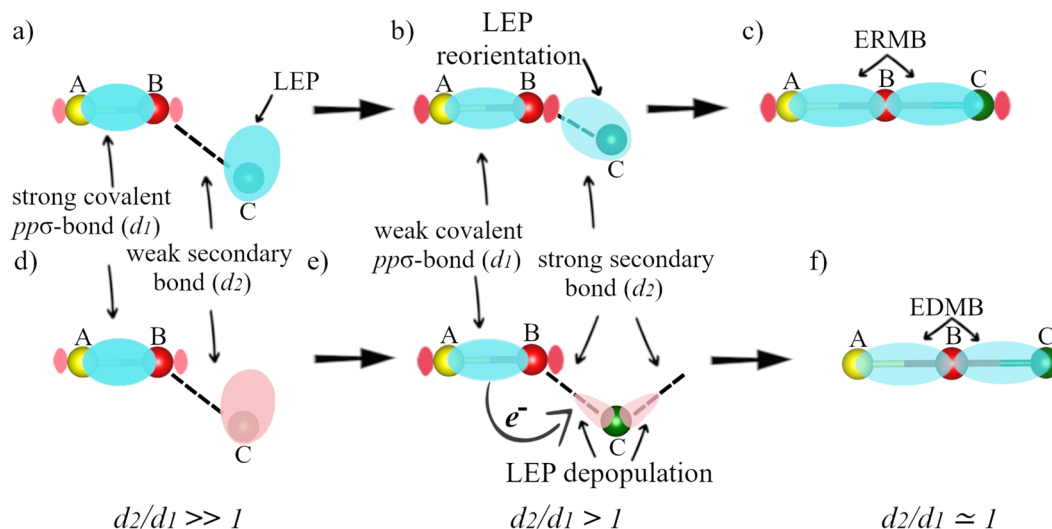 a)
A
B
LEP
C
b)
LEP
reorientation
A
B
C
c)
ERMB
A
B
C
strong covalent
ppσ-bond (d1)
weak secondary
bond (d2)
weak covalent
ppσ-bond (d1)
strong secondary
bond (d2)
d)
A
B
C
e)
A
B
e-
C
LEP depopulation
f)
EDMB
A
B
C
d2/d1 >> 1
d2/d1 > 1
d2/d1 ≃ 1